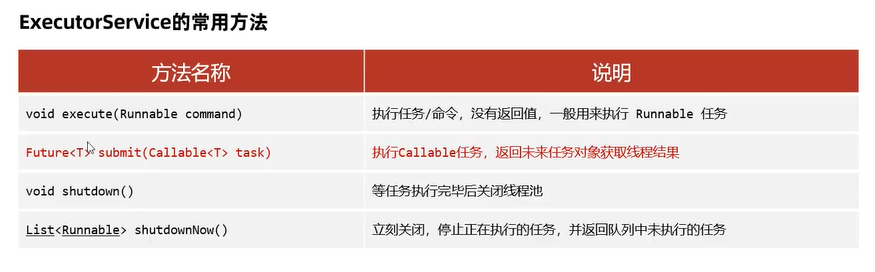 ExecutorService的常用方法
方法名称 说明
void execute(Runnable command) 执行任务/命令，没有返回值，一般用来执行 Runnable 任务
Future<T> submit(Callable<T> task) 执行Callable任务，返回未来任务对象获取线程结果
void shutdown() 等任务执行完毕后关闭线程池
List<Runnable> shutdownNow() 立刻关闭，停止正在执行的任务，并返回队列中未执行的任务